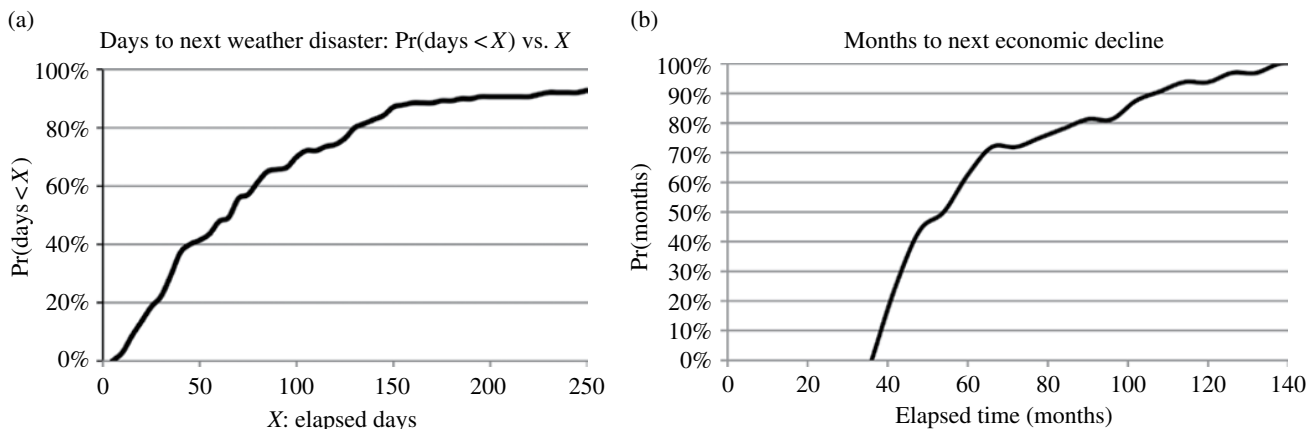 (a)
Days to next weather disaster: Pr(days < X) vs. X
100%
80%
60%
40%
20%
0%
Pr(days < X)
0 50 100 150 200 250
X: elapsed days
(b)
Months to next economic decline
100%
90%
80%
70%
60%
50%
40%
30%
20%
10%
0%
Pr(months)
0 20 40 60 80 100 120 140
Elapsed time (months)